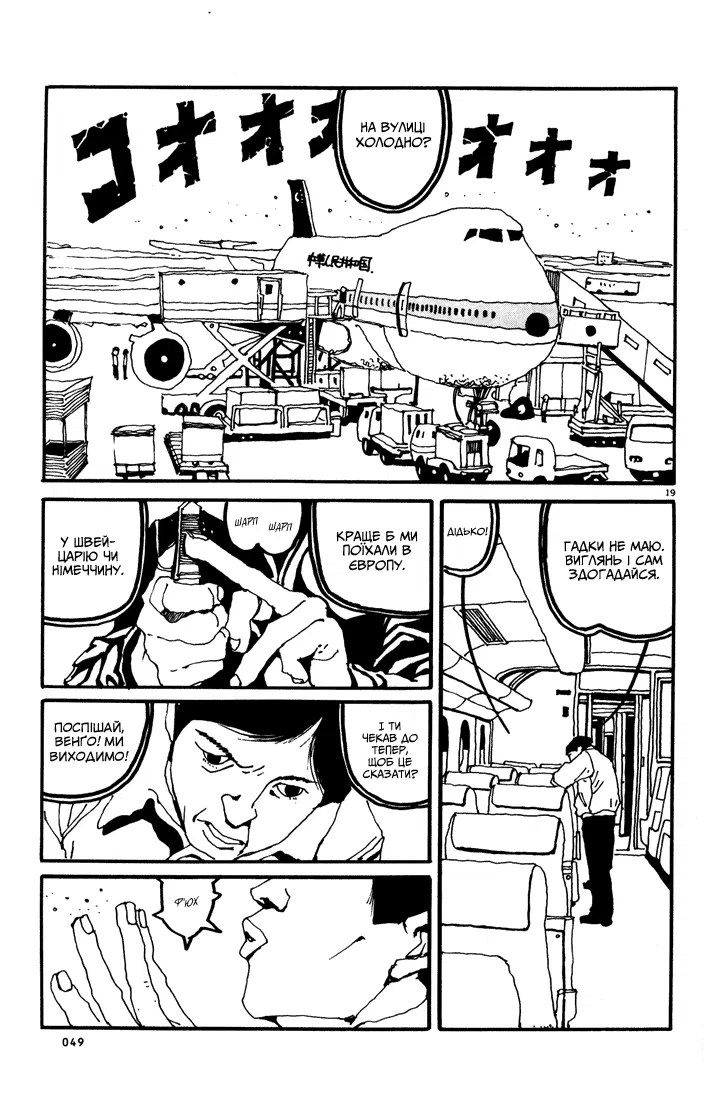 コオオオオオオ
НА ВУЛИЦІ
ХОЛОДНО?
19
ГАДКИ НЕ МАЮ.
ВИГЛЯНЬ І САМ
ЗДОГАДАЙСЯ.
ДІДЬКО!
КРАЩЕ Б МИ
ПОЇХАЛИ В
ЄВРОПУ.
ШАРП
ШАРП
У ШВЕЙ-
ЦАРІЮ ЧИ
НІМЕЧЧИНУ.
І ТИ
ЧЕКАВ ДО
ТЕПЕР,
ЩОБ ЦЕ
СКАЗАТИ?
ПОСПІШАЙ,
ВЕНҐО! МИ
ВИХОДИМО!
Ф'ЮХ
049